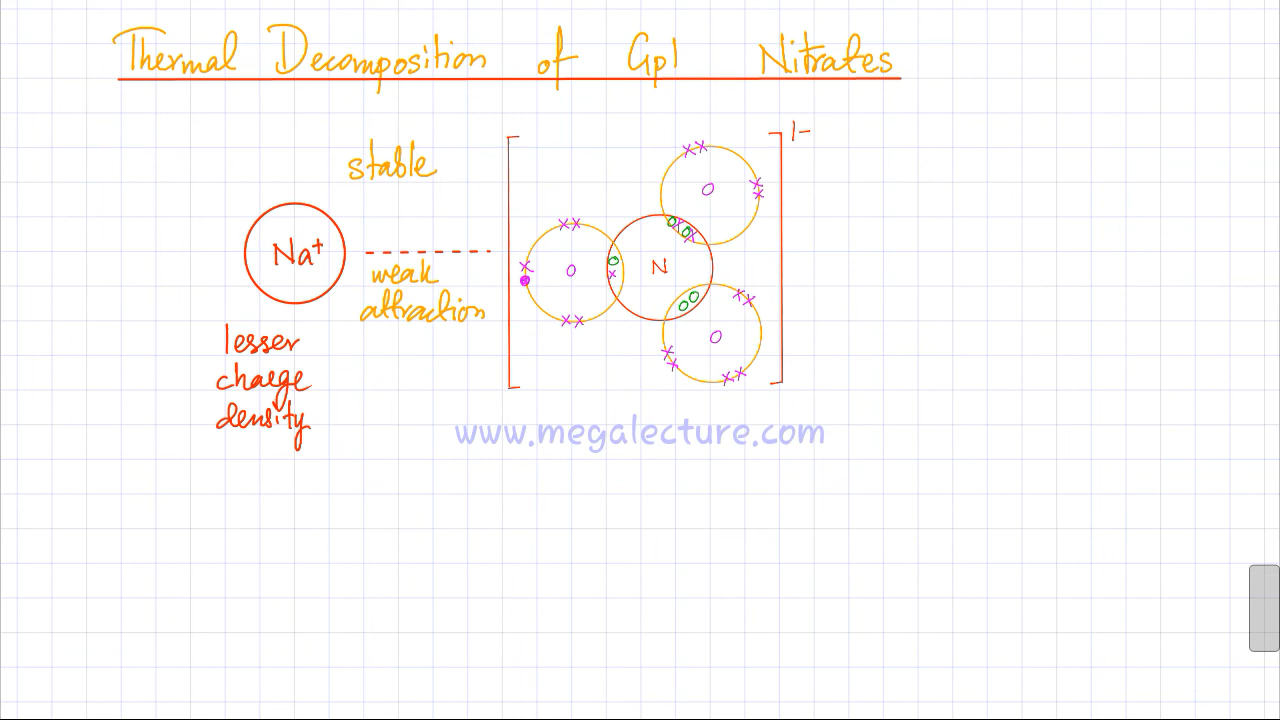 Thermal Decomposition of Gp1 Nitrates
1-
stable
O
Na+
O
N
weak
attraction
O
lesser
charge
density
www.megalecture.com